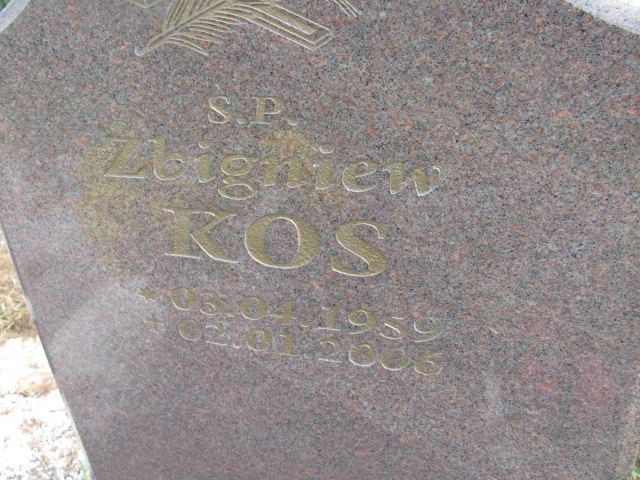 Ś.P.
Zbigniew
KOS
* 03.04.1959
+ 02.01.2006